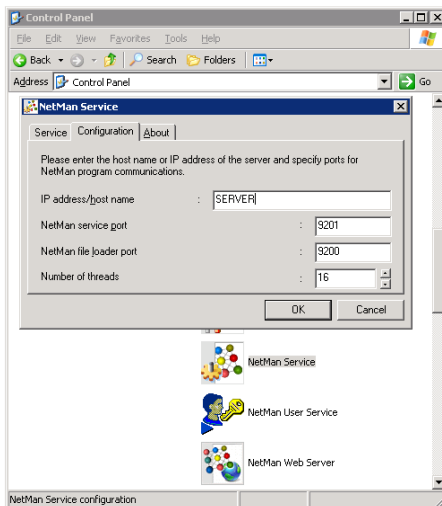 Control Panel
File Edit View Favorites Tools Help
Back Search Folders
Address Control Panel Go
NetMan Service
Service Configuration About
Please enter the host name or IP address of the server and specify ports for
NetMan program communications.
IP address/host name : SERVER
NetMan service port : 9201
NetMan file loader port : 9200
Number of threads : 16
OK Cancel
NetMan Service
NetMan User Service
NetMan Web Server
NetMan Service configuration